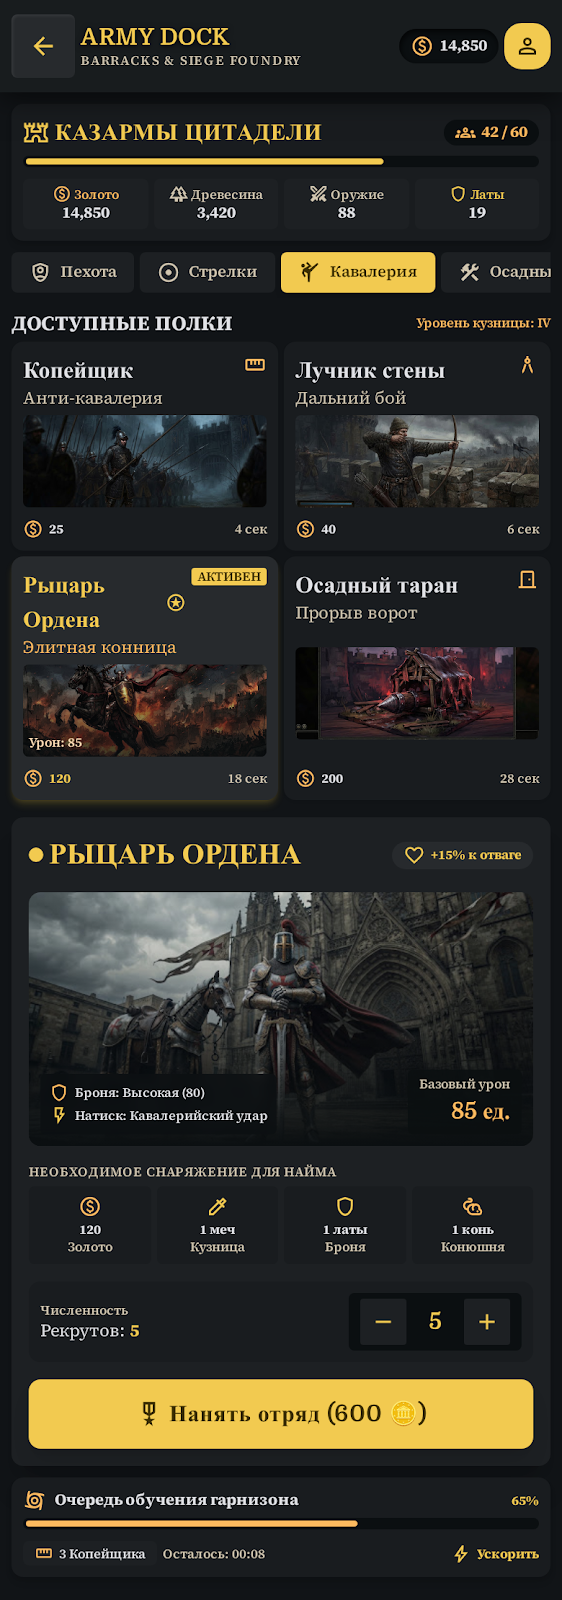 ARMY DOCK
BARRACKS & SIEGE FOUNDRY
14,850
КАЗАРМЫ ЦИТАДЕЛИ
42 / 60
Золото
14,850
Древесина
3,420
Оружие
88
Латы
19
Пехота
Стрелки
Кавалерия
Осадны
ДОСТУПНЫЕ ПОЛКИ
Уровень кузницы: IV
Копейщик
Анти-кавалерия
25
4 сек
Лучник стены
Дальний бой
40
6 сек
АКТИВЕН
Рыцарь
Ордена
Элитная конница
Урон: 85
120
18 сек
Осадный таран
Прорыв ворот
200
28 сек
РЫЦАРЬ ОРДЕНА
+15% к отваге
Броня: Высокая (80)
Натиск: Кавалерийский удар
Базовый урон
85 ед.
НЕОБХОДИМОЕ СНАРЯЖЕНИЕ ДЛЯ НАЙМА
120
Золото
1 меч
Кузница
1 латы
Броня
1 конь
Конюшня
Численность
Рекрутов: 5
− 5 +
Нанять отряд (600 🪙)
Очередь обучения гарнизона
65%
3 Копейщика
Осталось: 00:08
Ускорить